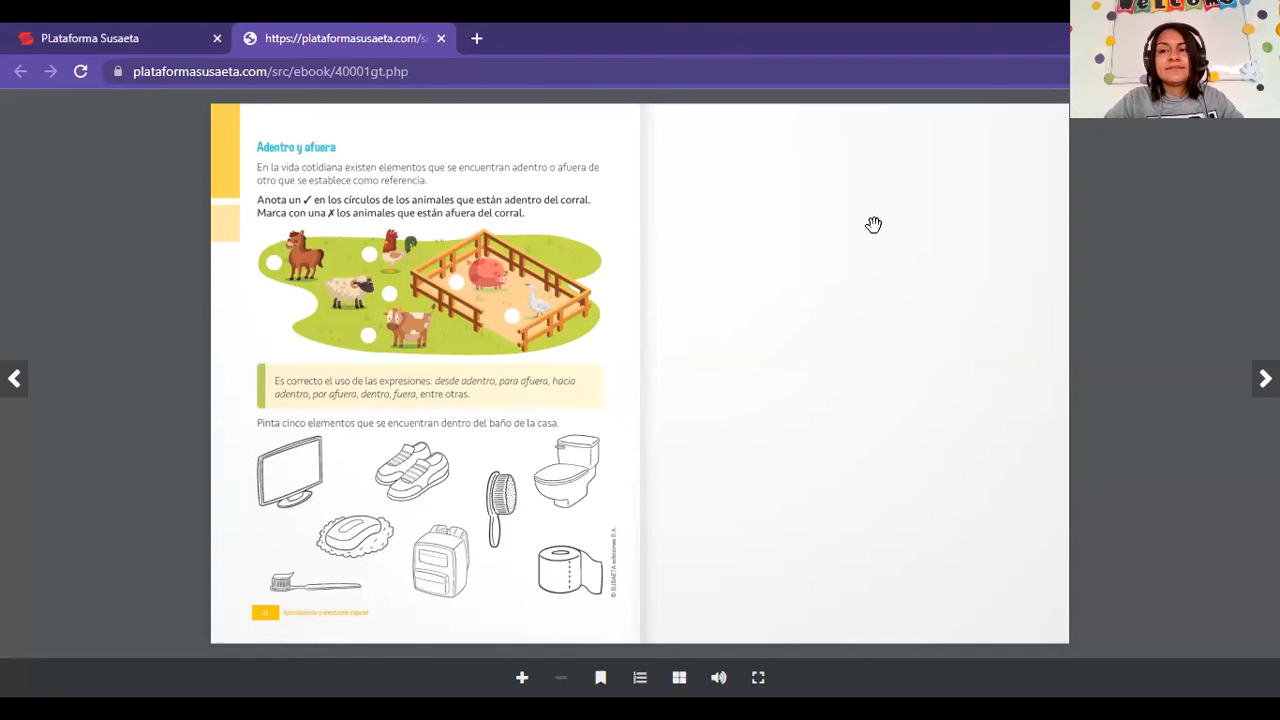 WELCOME
PLataforma Susaeta
https://plataformasusaeta.com/s
plataformasusaeta.com/src/ebook/40001gt.php
Adentro y afuera
En la vida cotidiana existen elementos que se encuentran adentro o afuera de
otro que se establece como referencia.
Anota un ✓ en los círculos de los animales que están adentro del corral.
Marca con una ✗ los animales que están afuera del corral.
Es correcto el uso de las expresiones: desde adentro, para afuera, hacia
adentro, por afuera, dentro, fuera, entre otras.
Pinta cinco elementos que se encuentran dentro del baño de la casa.
© SUSAETA ediciones S.A.